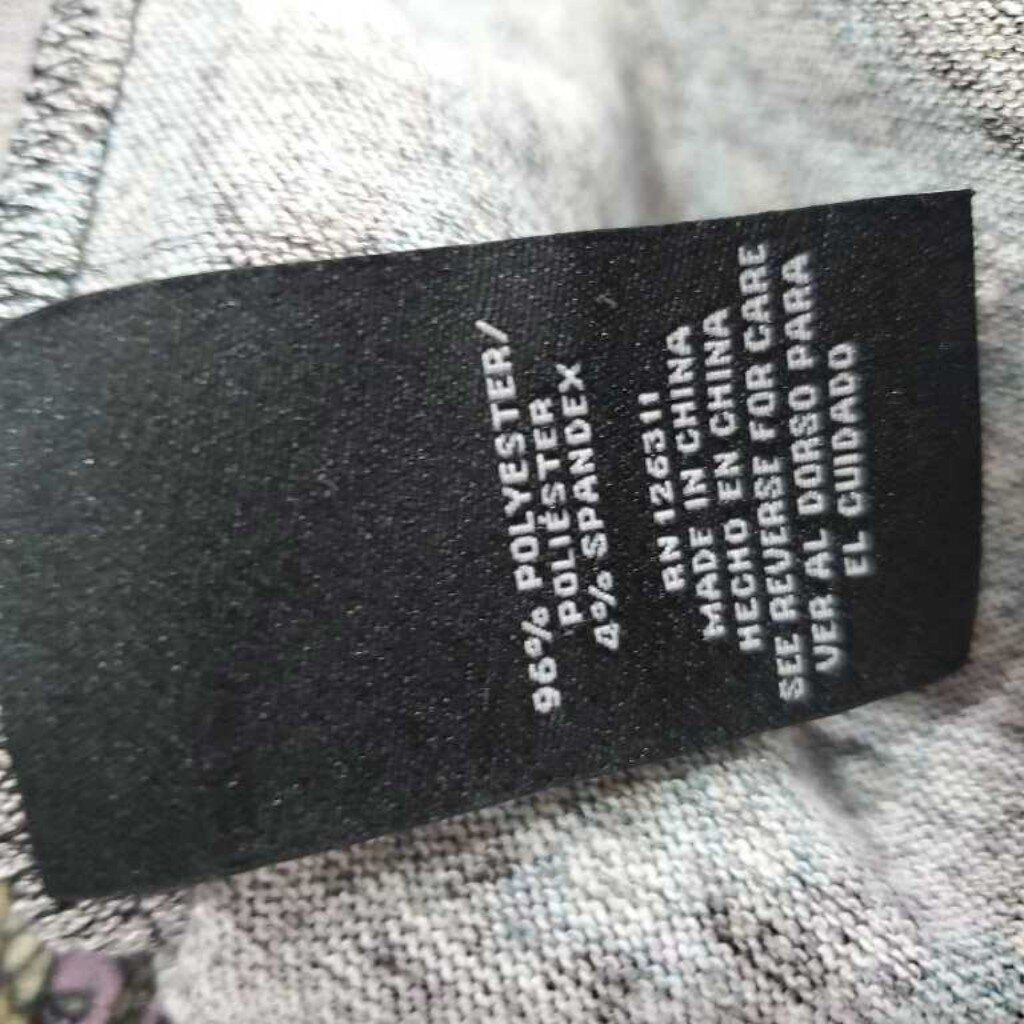 96% POLYESTER/
POLIÉSTER
4% SPANDEX
RN 126311
MADE IN CHINA
HECHO EN CHINA
SEE REVERSE FOR CARE
VER AL DORSO PARA
EL CUIDADO